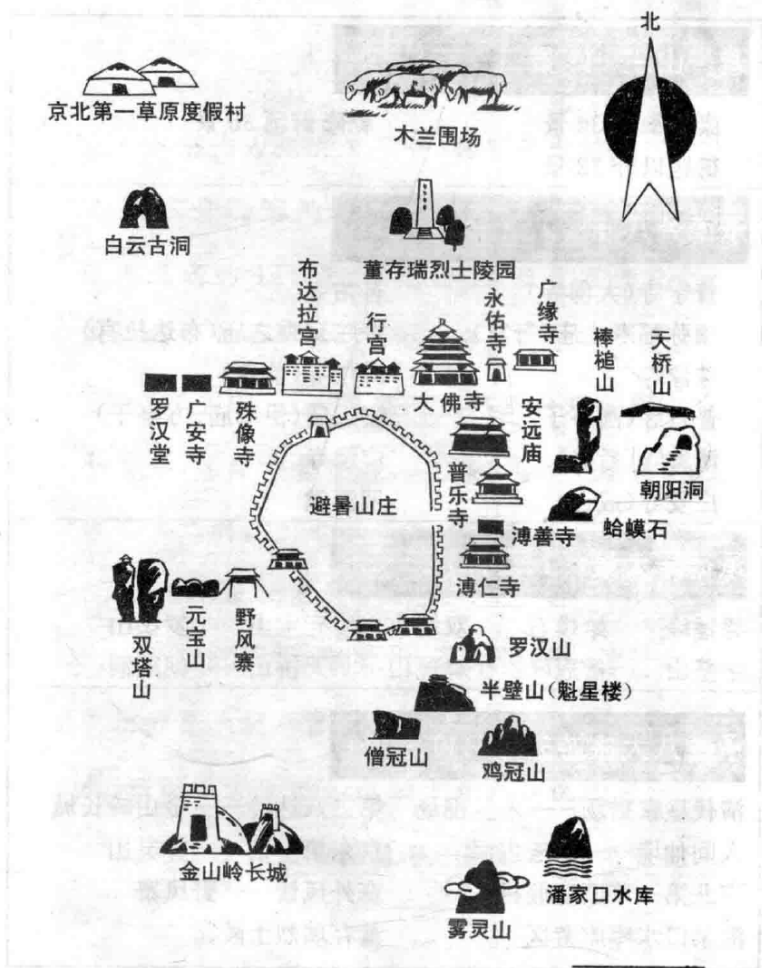 北
京北第一草原度假村
木兰围场
白云古洞
董存瑞烈士陵园
布达拉宫
行宫
永佑寺
广缘寺
棒槌山
天桥山
罗汉堂
广安寺
殊像寺
大佛寺
安远庙
朝阳洞
避暑山庄
普乐寺
溥善寺
蛤蟆石
溥仁寺
双塔山
元宝山
野风寨
罗汉山
半壁山(魁星楼)
僧冠山
鸡冠山
金山岭长城
潘家口水库
雾灵山